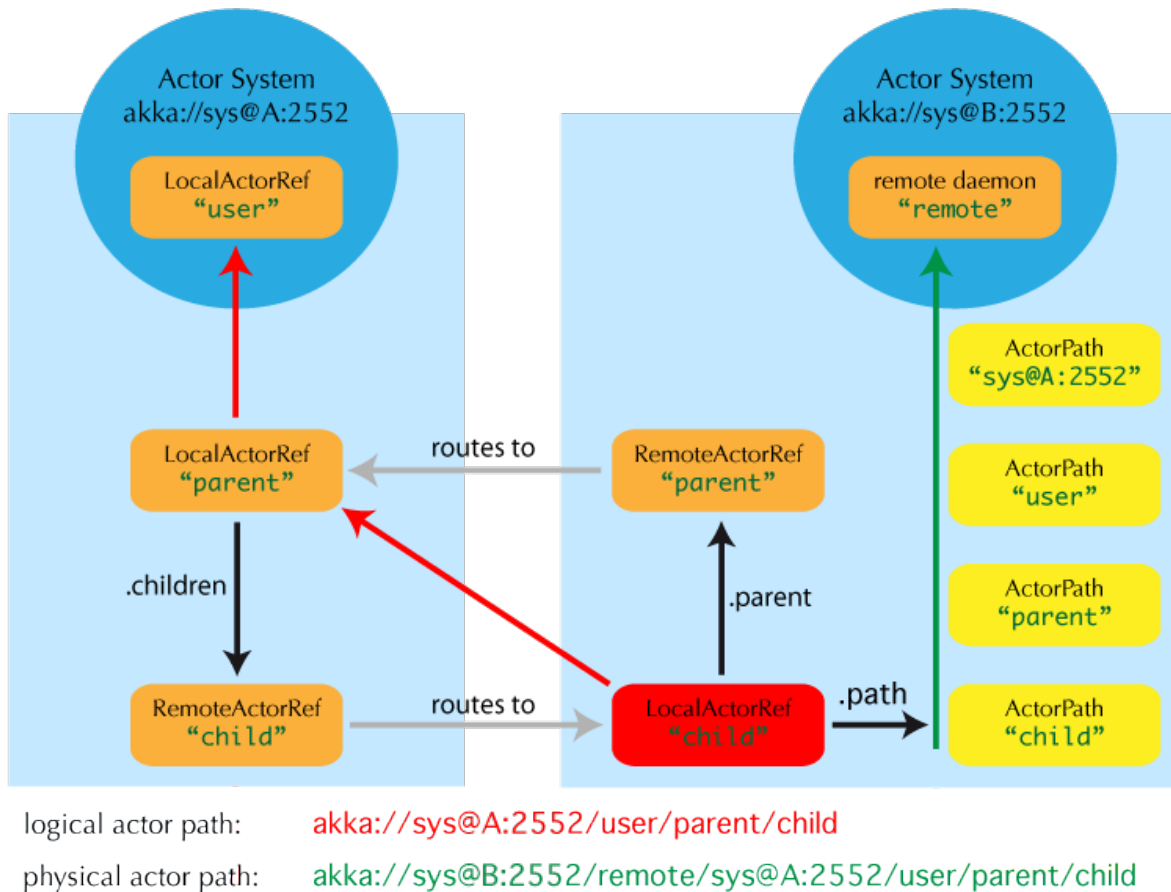 Actor System
akka://sys@A:2552
LocalActorRef
“user”
Actor System
akka://sys@B:2552
remote daemon
“remote”
ActorPath
“sys@A:2552”
LocalActorRef
“parent”
routes to
RemoteActorRef
“parent”
ActorPath
“user”
.children
.parent
ActorPath
“parent”
RemoteActorRef
“child”
routes to
LocalActorRef
“child”
.path
ActorPath
“child”
logical actor path: akka://sys@A:2552/user/parent/child
physical actor path: akka://sys@B:2552/remote/sys@A:2552/user/parent/child